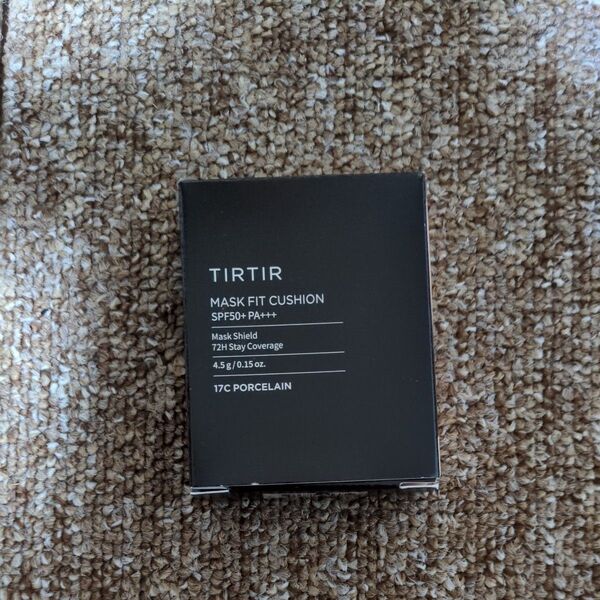 TIRTIR
MASK FIT CUSHION
SPF50+ PA+++
Mask Shield
72H Stay Coverage
4.5 g / 0.15 oz.
17C PORCELAIN